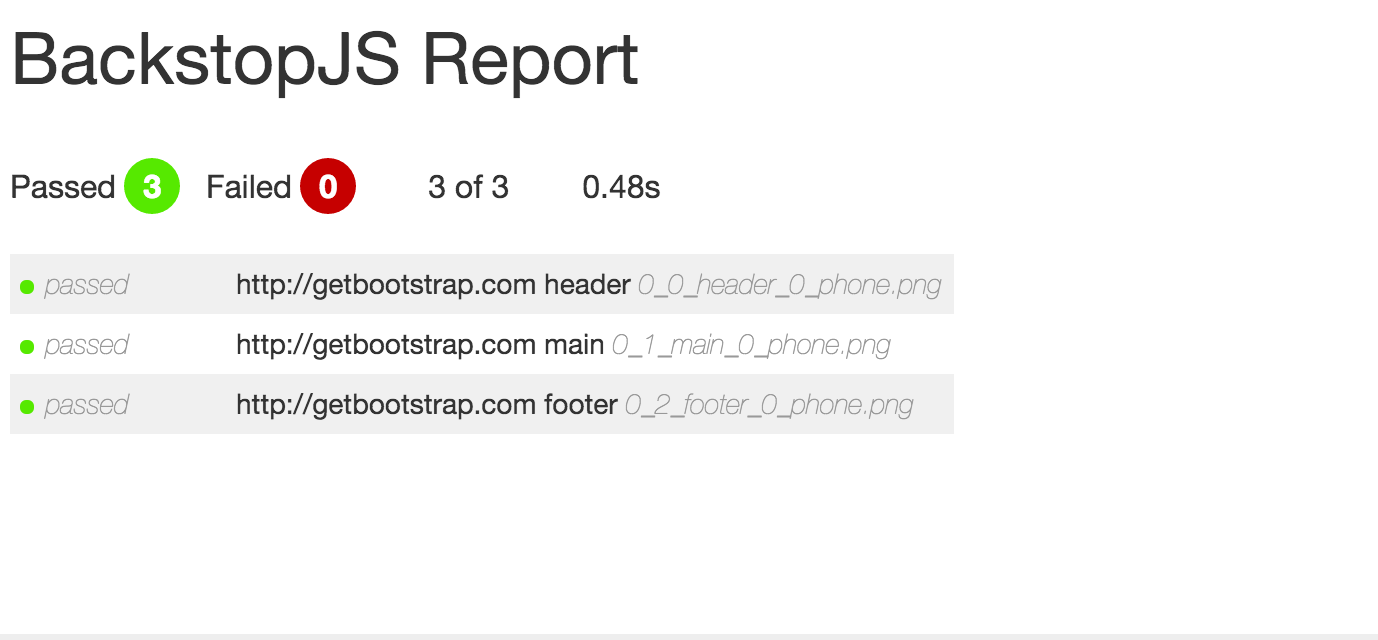 BackstopJS Report
Passed 3 Failed 0 3 of 3 0.48s
passed http://getbootstrap.com header 0_0_header_0_phone.png
passed http://getbootstrap.com main 0_1_main_0_phone.png
passed http://getbootstrap.com footer 0_2_footer_0_phone.png